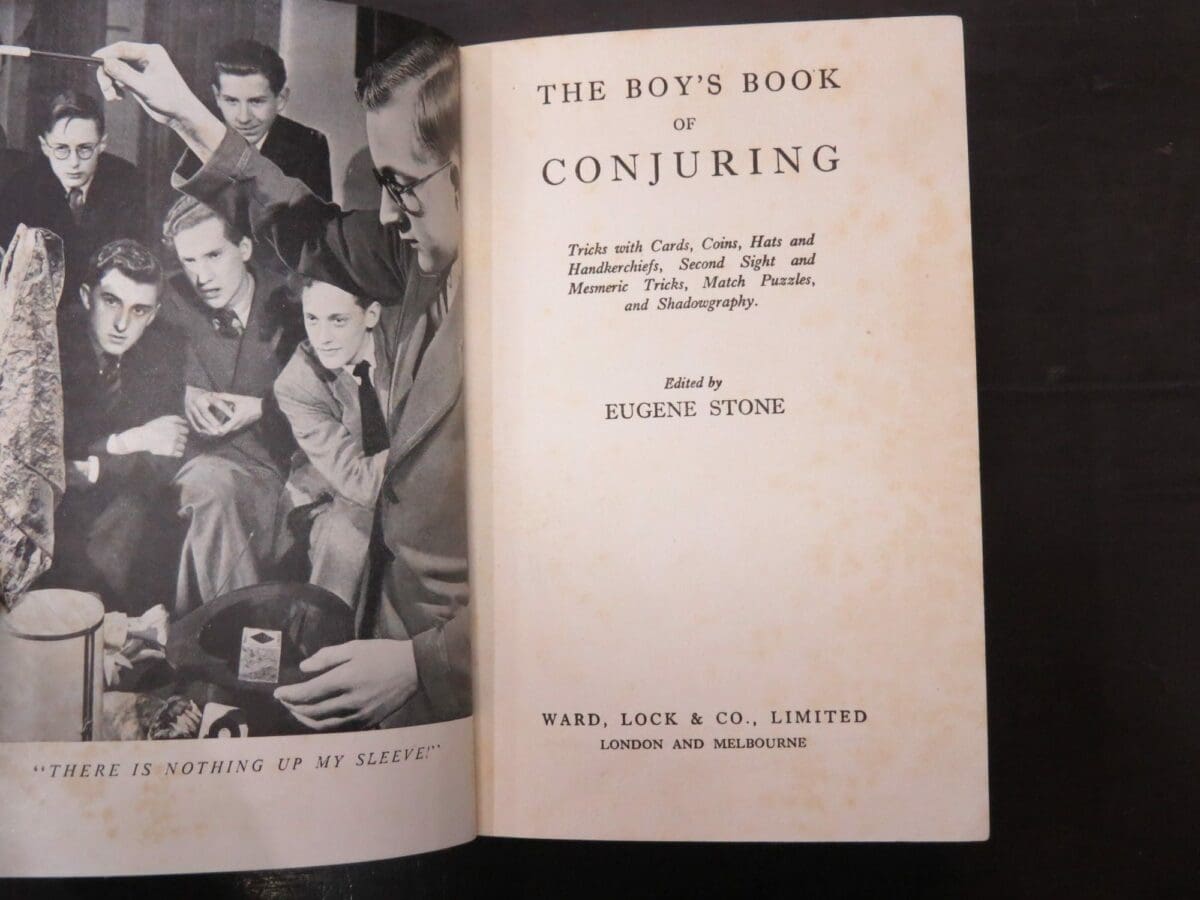 "THERE IS NOTHING UP MY SLEEVE!"
THE BOY'S BOOK
OF
CONJURING
Tricks with Cards, Coins, Hats and
Handkerchiefs, Second Sight and
Mesmeric Tricks, Match Puzzles,
and Shadowgraphy.
Edited by
EUGENE STONE
WARD, LOCK & CO., LIMITED
LONDON AND MELBOURNE